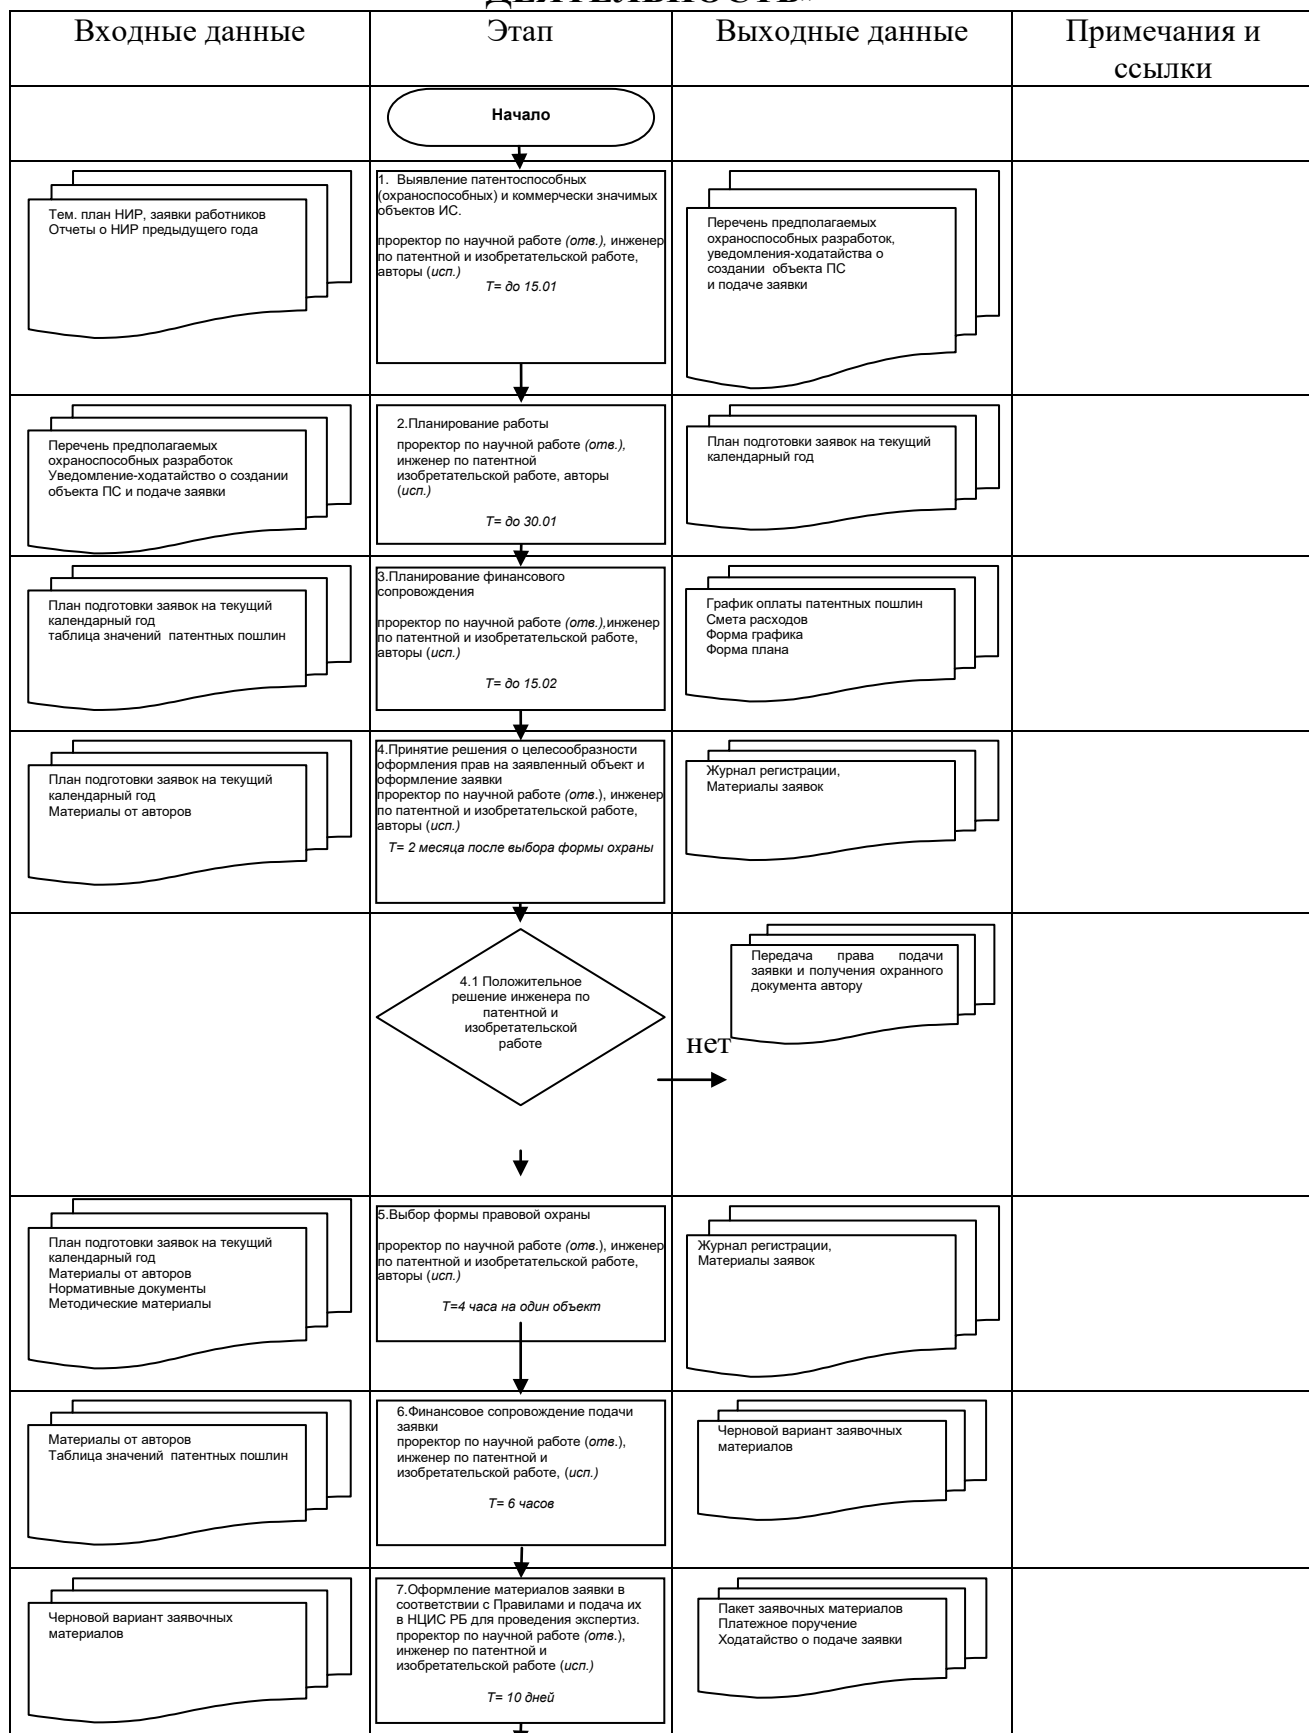 ДЕЯТЕЛЬНОСТЬ»
Входные данные
Этап
Выходные данные
Примечания и
ссылки
Начало
Тем. план НИР, заявки работников
Отчеты о НИР предыдущего года
1. Выявление патентоспособных
(охраноспособных) и коммерчески значимых
объектов ИС.
проректор по научной работе (отв.), инженер
по патентной и изобретательской работе,
авторы (исп.)
Т= до 15.01
Перечень предполагаемых
охраноспособных разработок,
уведомления-ходатайства о
создании объекта ПС
и подаче заявки
Перечень предполагаемых
охраноспособных разработок
Уведомление-ходатайство о создании
объекта ПС и подаче заявки
2.Планирование работы
проректор по научной работе (отв.),
инженер по патентной
изобретательской работе, авторы
(исп.)
Т= до 30.01
План подготовки заявок на текущий
календарный год
План подготовки заявок на текущий
календарный год
таблица значений патентных пошлин
3.Планирование финансового
сопровождения
проректор по научной работе (отв.),инженер
по патентной и изобретательской работе,
авторы (исп.)
Т= до 15.02
График оплаты патентных пошлин
Смета расходов
Форма графика
Форма плана
План подготовки заявок на текущий
календарный год
Материалы от авторов
4.Принятие решения о целесообразности
оформления прав на заявленный объект и
оформление заявки
проректор по научной работе (отв.), инженер
по патентной и изобретательской работе,
авторы (исп.)
Т= 2 месяца после выбора формы охраны
Журнал регистрации,
Материалы заявок
4.1 Положительное
решение инженера по
патентной и
изобретательской
работе
нет
Передача права подачи
заявки и получения охранного
документа автору
План подготовки заявок на текущий
календарный год
Материалы от авторов
Нормативные документы
Методические материалы
5.Выбор формы правовой охраны
проректор по научной работе (отв.), инженер
по патентной и изобретательской работе,
авторы (исп.)
Т=4 часа на один объект
Журнал регистрации,
Материалы заявок
Материалы от авторов
Таблица значений патентных пошлин
6.Финансовое сопровождение подачи
заявки
проректор по научной работе (отв.),
инженер по патентной и
изобретательской работе, (исп.)
Т= 6 часов
Черновой вариант заявочных
материалов
Черновой вариант заявочных
материалов
7.Оформление материалов заявки в
соответствии с Правилами и подача их
в НЦИС РБ для проведения экспертиз.
проректор по научной работе (отв.),
инженер по патентной и
изобретательской работе (исп.)
Т= 10 дней
Пакет заявочных материалов
Платежное поручение
Ходатайство о подаче заявки